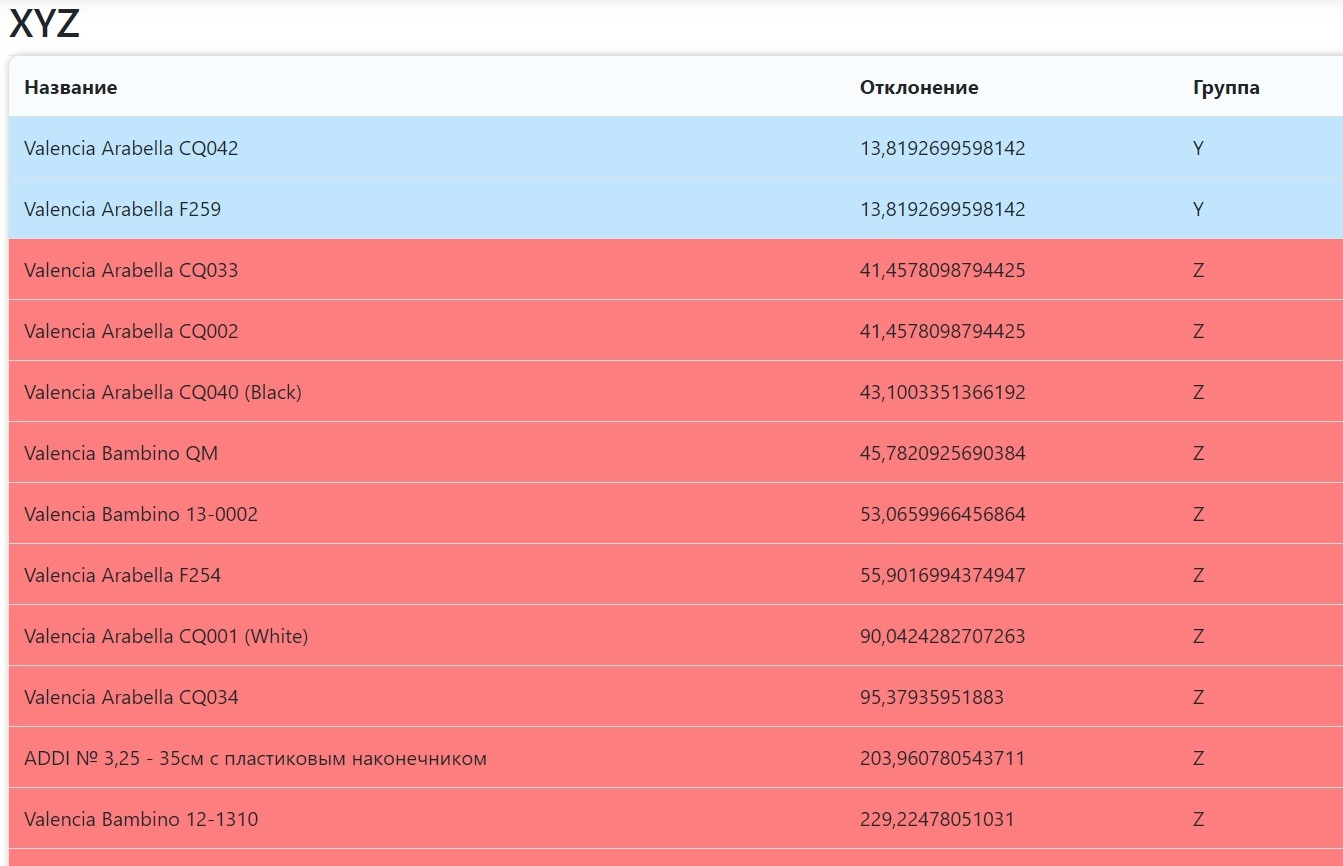 XYZ
Название Отклонение Группа
Valencia Arabella CQ042 13,8192699598142 Y
Valencia Arabella F259 13,8192699598142 Y
Valencia Arabella CQ033 41,4578098794425 Z
Valencia Arabella CQ002 41,4578098794425 Z
Valencia Arabella CQ040 (Black) 43,1003351366192 Z
Valencia Bambino QM 45,7820925690384 Z
Valencia Bambino 13-0002 53,0659966456864 Z
Valencia Arabella F254 55,9016994374947 Z
Valencia Arabella CQ001 (White) 90,0424282707263 Z
Valencia Arabella CQ034 95,37935951883 Z
ADDI № 3,25 - 35см с пластиковым наконечником 203,960780543711 Z
Valencia Bambino 12-1310 229,22478051031 Z